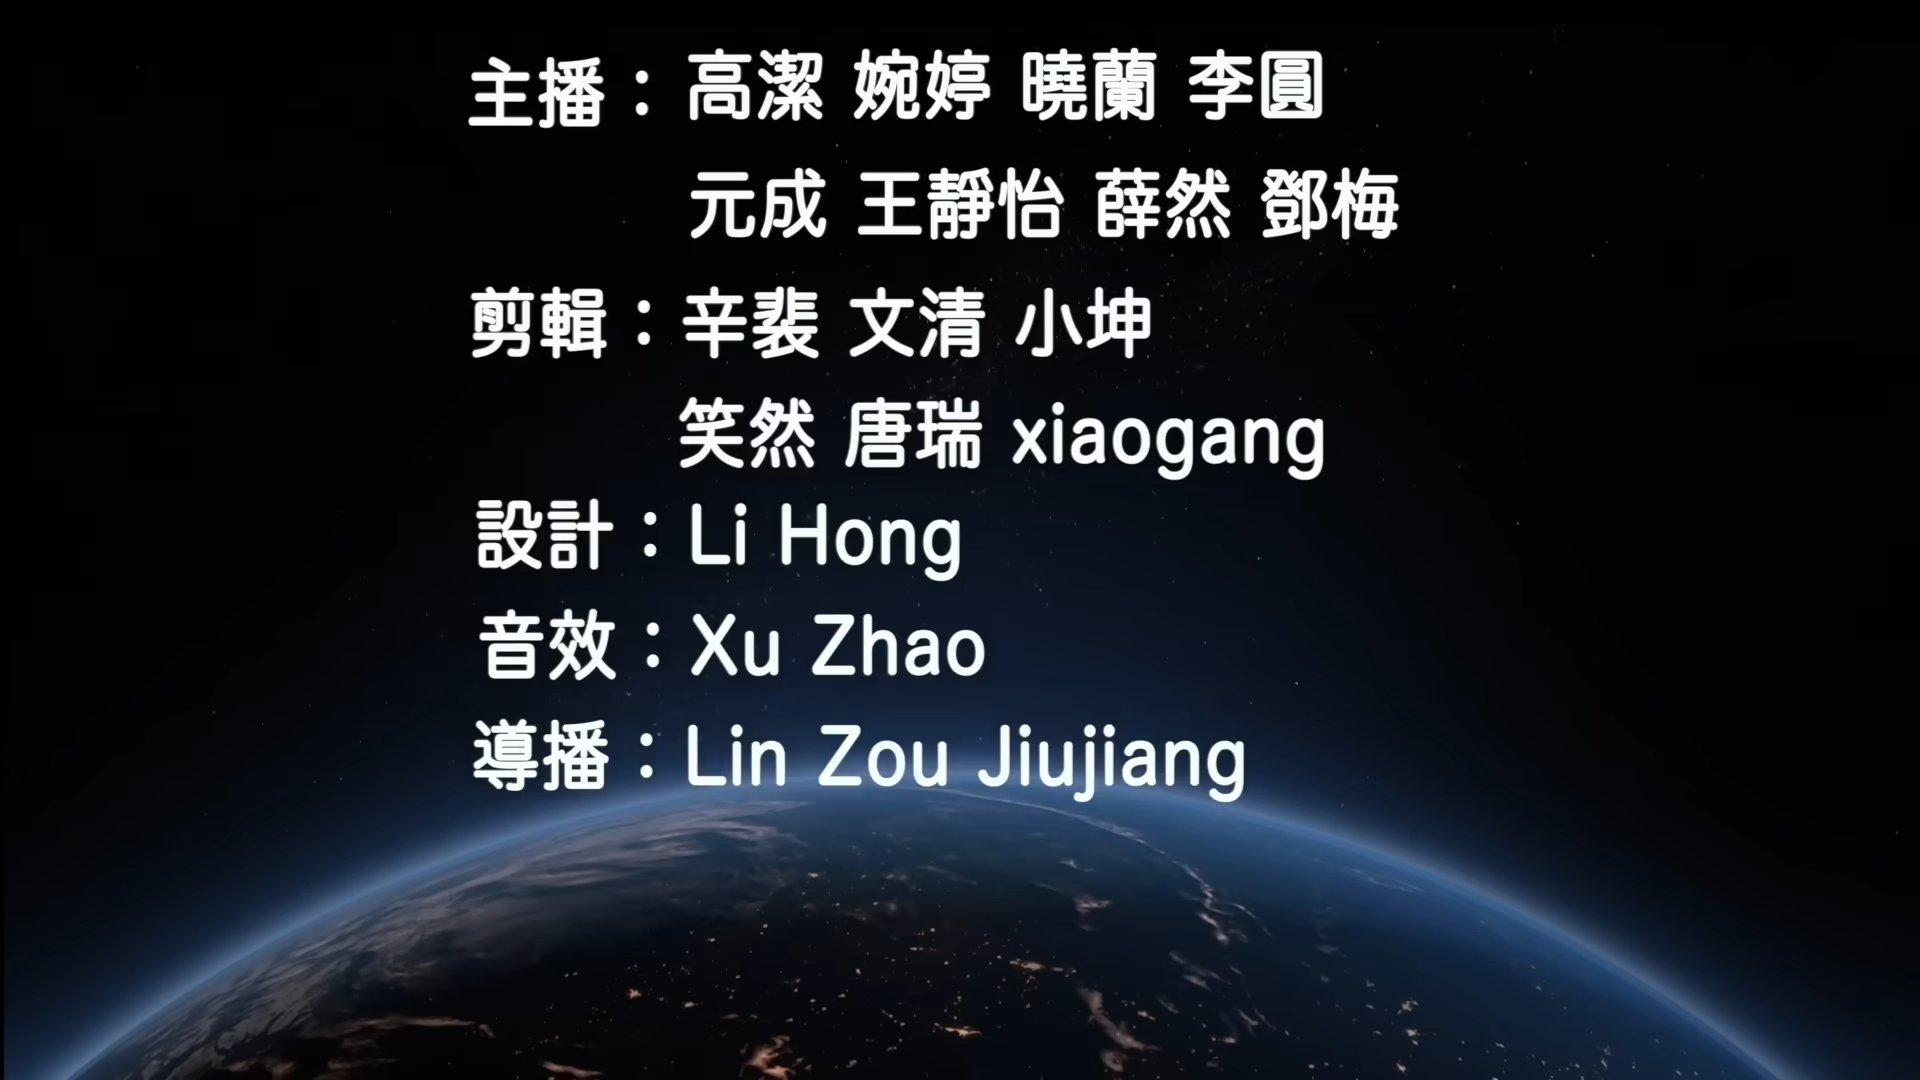 主播：高潔 婉婷 曉蘭 李圓
元成 王靜怡 薛然 鄧梅
剪輯：辛裴 文清 小坤
笑然 唐瑞 xiaogang
設計：Li Hong
音效：Xu Zhao
導播：Lin Zou Jiujiang